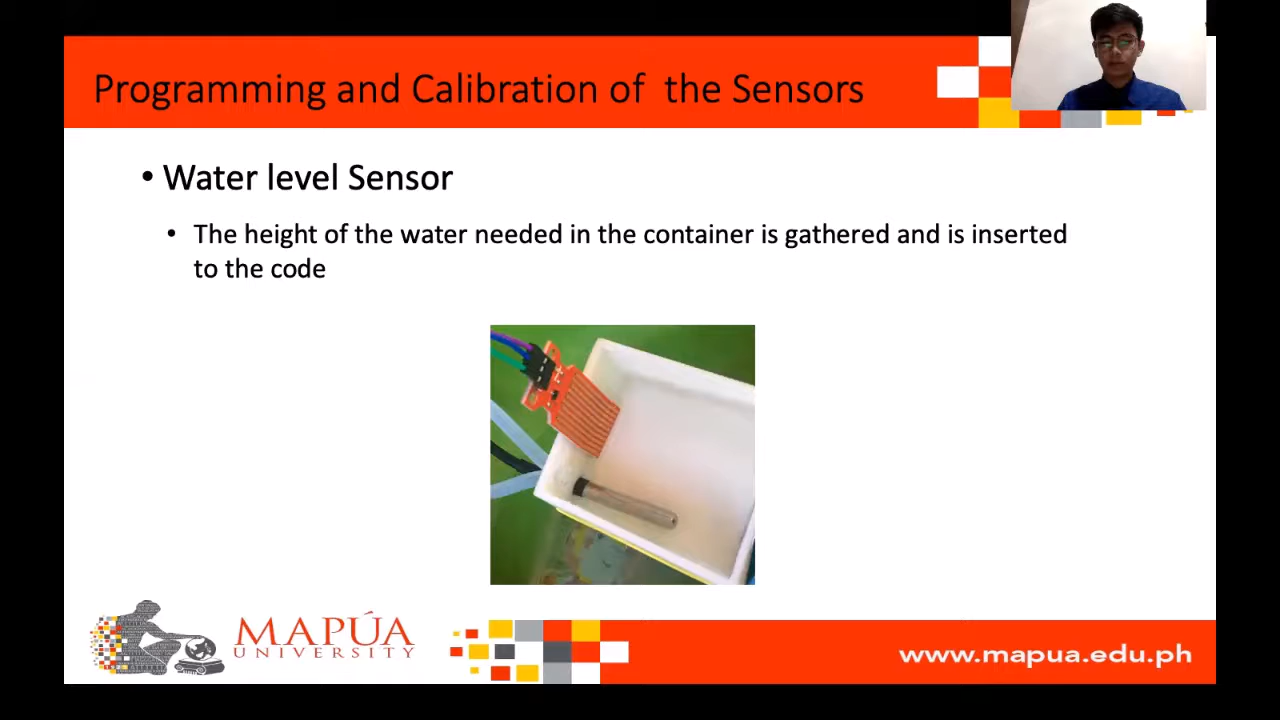 Programming and Calibration of  the Sensors
• Water level Sensor
• The height of the water needed in the container is gathered and is inserted
to the code
MAPÚA
UNIVERSITY
www.mapua.edu.ph